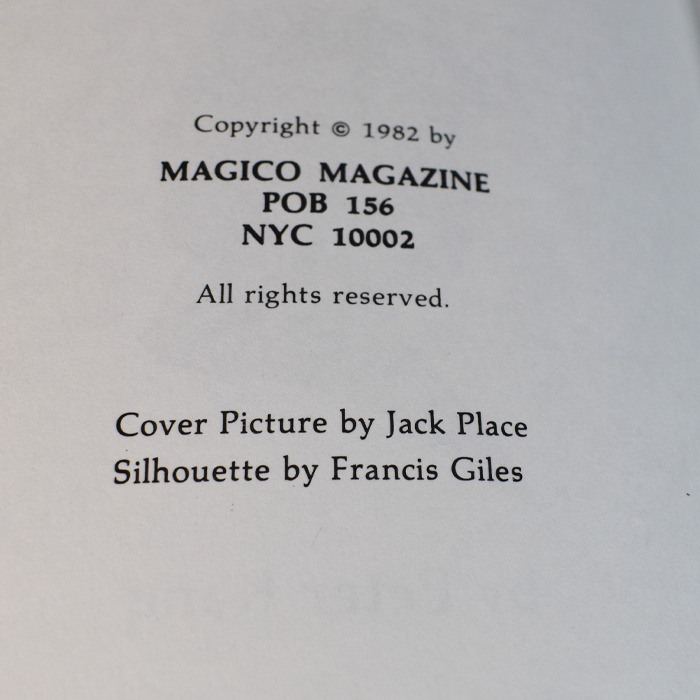 Copyright © 1982 by
MAGICO MAGAZINE
POB 156
NYC 10002
All rights reserved.
Cover Picture by Jack Place
Silhouette by Francis Giles